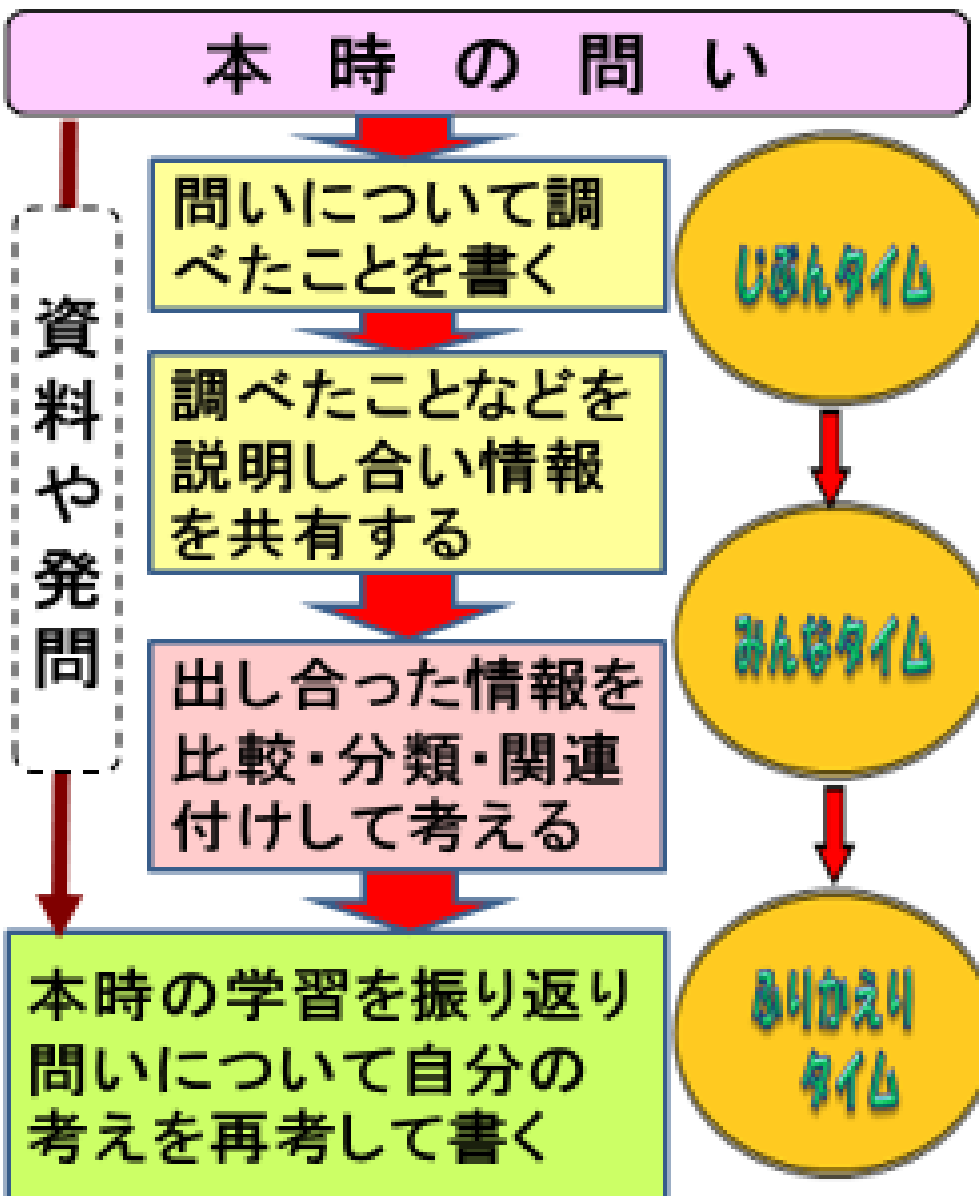 本時の問い
問いについて調
べたことを書く
じぶんタイム
資料や発問
調べたことなどを
説明し合い情報
を共有する
みんなタイム
出し合った情報を
比較・分類・関連
付けして考える
本時の学習を振り返り
問いについて自分の
考えを再考して書く
ふりかえり
タイム